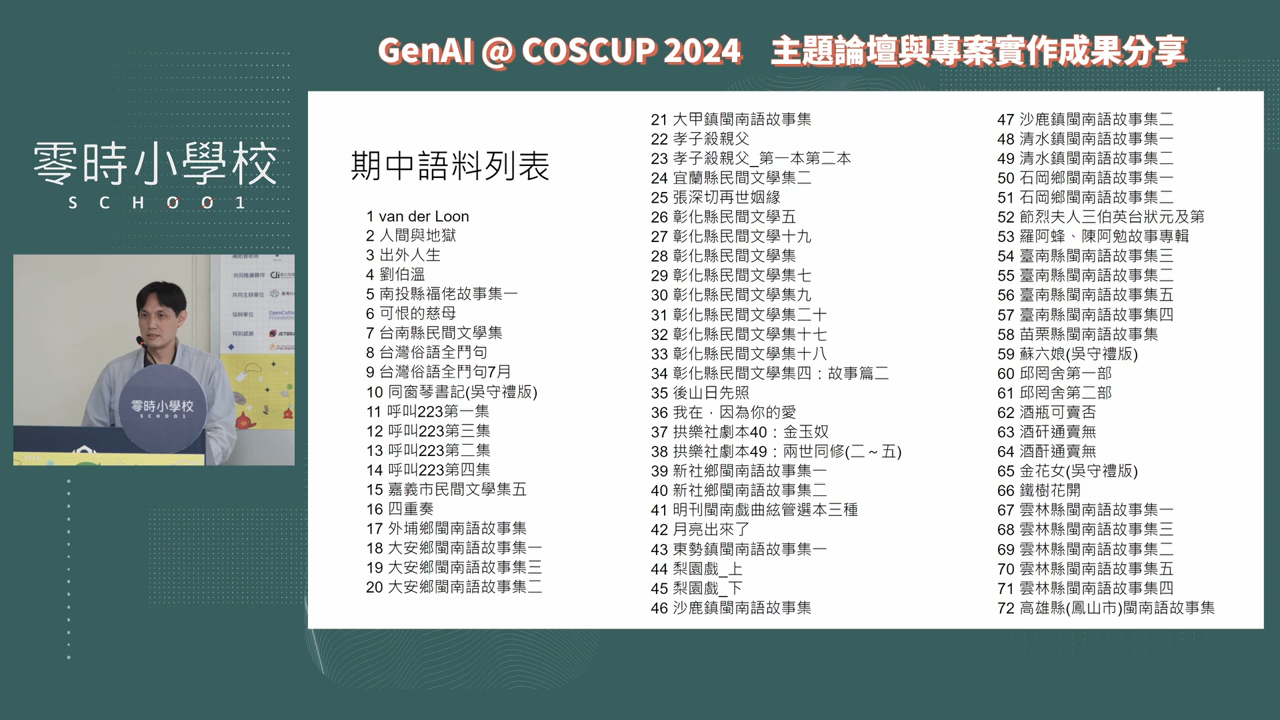 GenAI @ COSCUP 2024 主題論壇與專案實作成果分享
零時小學校
SCHOO1
期中語料列表
1 van der Loon
2 人間與地獄
3 出外人生
4 劉伯溫
5 南投縣福佬故事集一
6 可恨的慈母
7 台南縣民間文學集
8 台灣俗語全鬥句
9 台灣俗語全鬥句7月
10 同窗琴書記(吳守禮版)
11 呼叫223第一集
12 呼叫223第三集
13 呼叫223第二集
14 呼叫223第四集
15 嘉義市民間文學集五
16 四重奏
17 外埔鄉閩南語故事集
18 大安鄉閩南語故事集一
19 大安鄉閩南語故事集三
20 大安鄉閩南語故事集二
21 大甲鎮閩南語故事集
22 孝子殺親父
23 孝子殺親父_第一本第二本
24 宜蘭縣民間文學集二
25 張深切再世姻緣
26 彰化縣民間文學五
27 彰化縣民間文學十九
28 彰化縣民間文學集
29 彰化縣民間文學集七
30 彰化縣民間文學集九
31 彰化縣民間文學集二十
32 彰化縣民間文學集十七
33 彰化縣民間文學集十八
34 彰化縣民間文學集四：故事篇二
35 後山日先照
36 我在，因為你的愛
37 拱樂社劇本40：金玉奴
38 拱樂社劇本49：兩世同修(二～五)
39 新社鄉閩南語故事集一
40 新社鄉閩南語故事集二
41 明刊閩南戲曲絃管選本三種
42 月亮出來了
43 東勢鎮閩南語故事集一
44 梨園戲_上
45 梨園戲_下
46 沙鹿鎮閩南語故事集
47 沙鹿鎮閩南語故事集二
48 清水鎮閩南語故事集一
49 清水鎮閩南語故事集二
50 石岡鄉閩南語故事集一
51 石岡鄉閩南語故事集二
52 節烈夫人三伯英台狀元及第
53 羅阿蜂、陳阿勉故事專輯
54 臺南縣閩南語故事集三
55 臺南縣閩南語故事集二
56 臺南縣閩南語故事集五
57 臺南縣閩南語故事集四
58 苗栗縣閩南語故事集
59 蘇六娘(吳守禮版)
60 邱罔舍第一部
61 邱罔舍第二部
62 酒瓶可賣否
63 酒矸通賣無
64 酒酐通賣無
65 金花女(吳守禮版)
66 鐵樹花開
67 雲林縣閩南語故事集一
68 雲林縣閩南語故事集三
69 雲林縣閩南語故事集二
70 雲林縣閩南語故事集五
71 雲林縣閩南語故事集四
72 高雄縣(鳳山市)閩南語故事集
共同主辦單位
協辦單位
特別感謝
零時小學校
SCHOO1